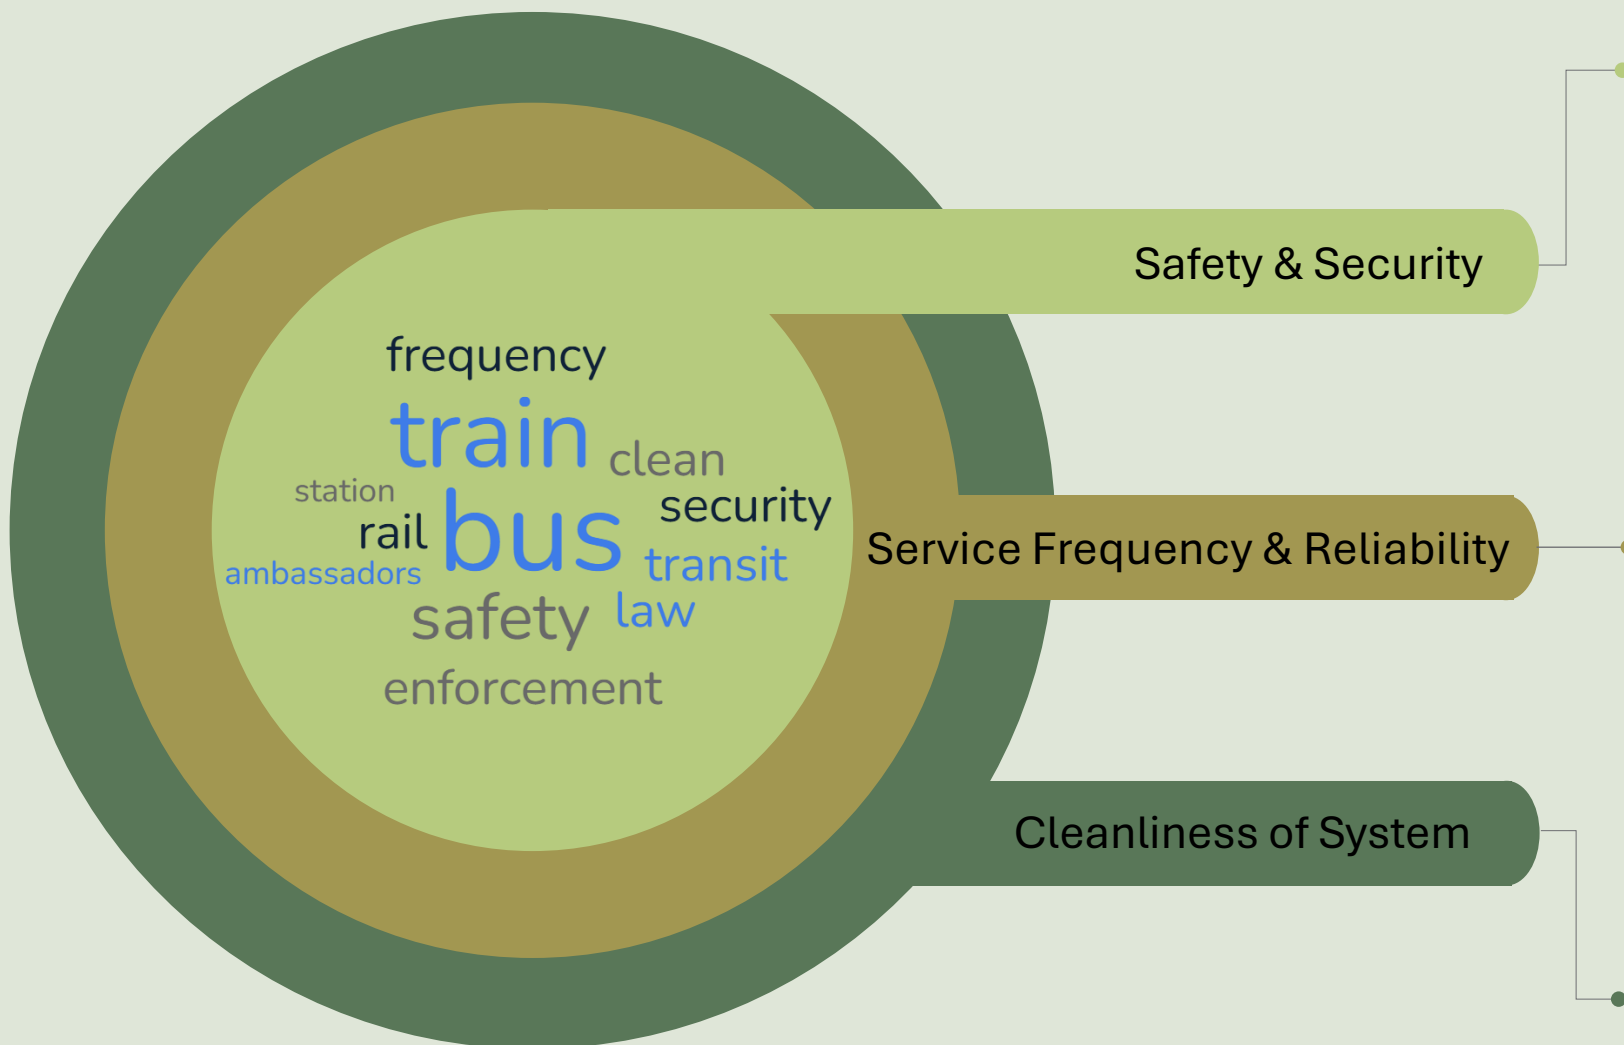 Safety & Security
frequency
train
clean
station
security
rail
bus
Service Frequency & Reliability
transit
ambassadors
safety
law
enforcement
Cleanliness of System